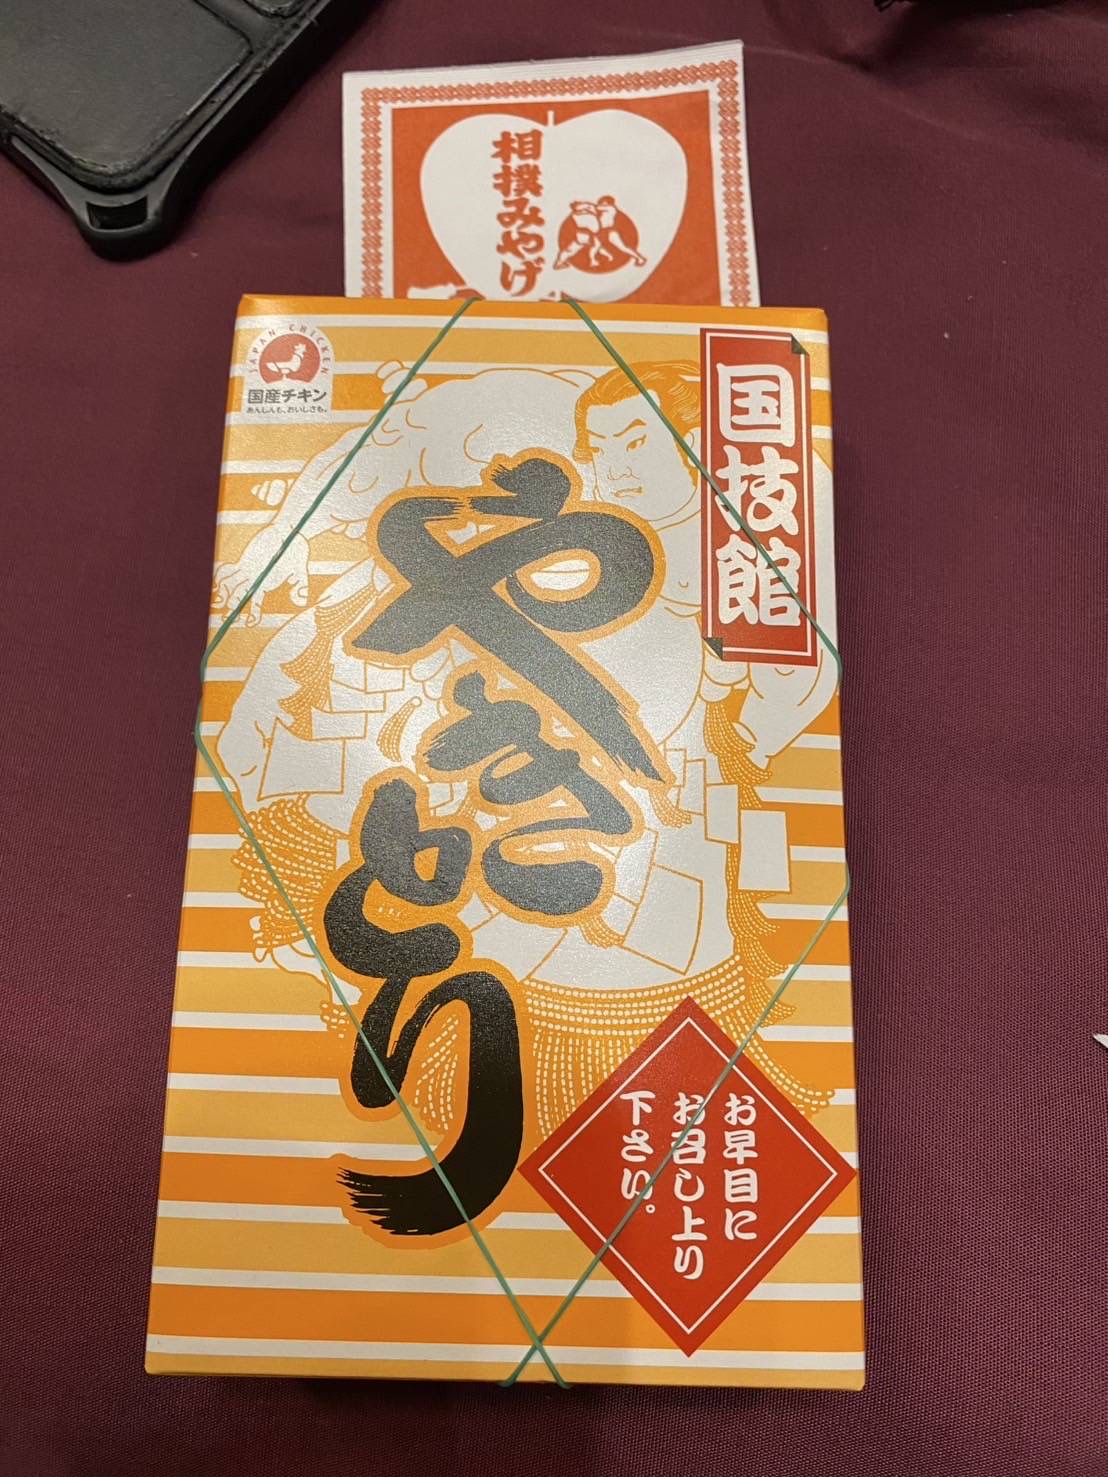 相撲みやげ
JAPAN CHICKEN
国産チキン
あんしんも、おいしさも。
国技館
やきとり
お早目に
お召し上り
下さい。